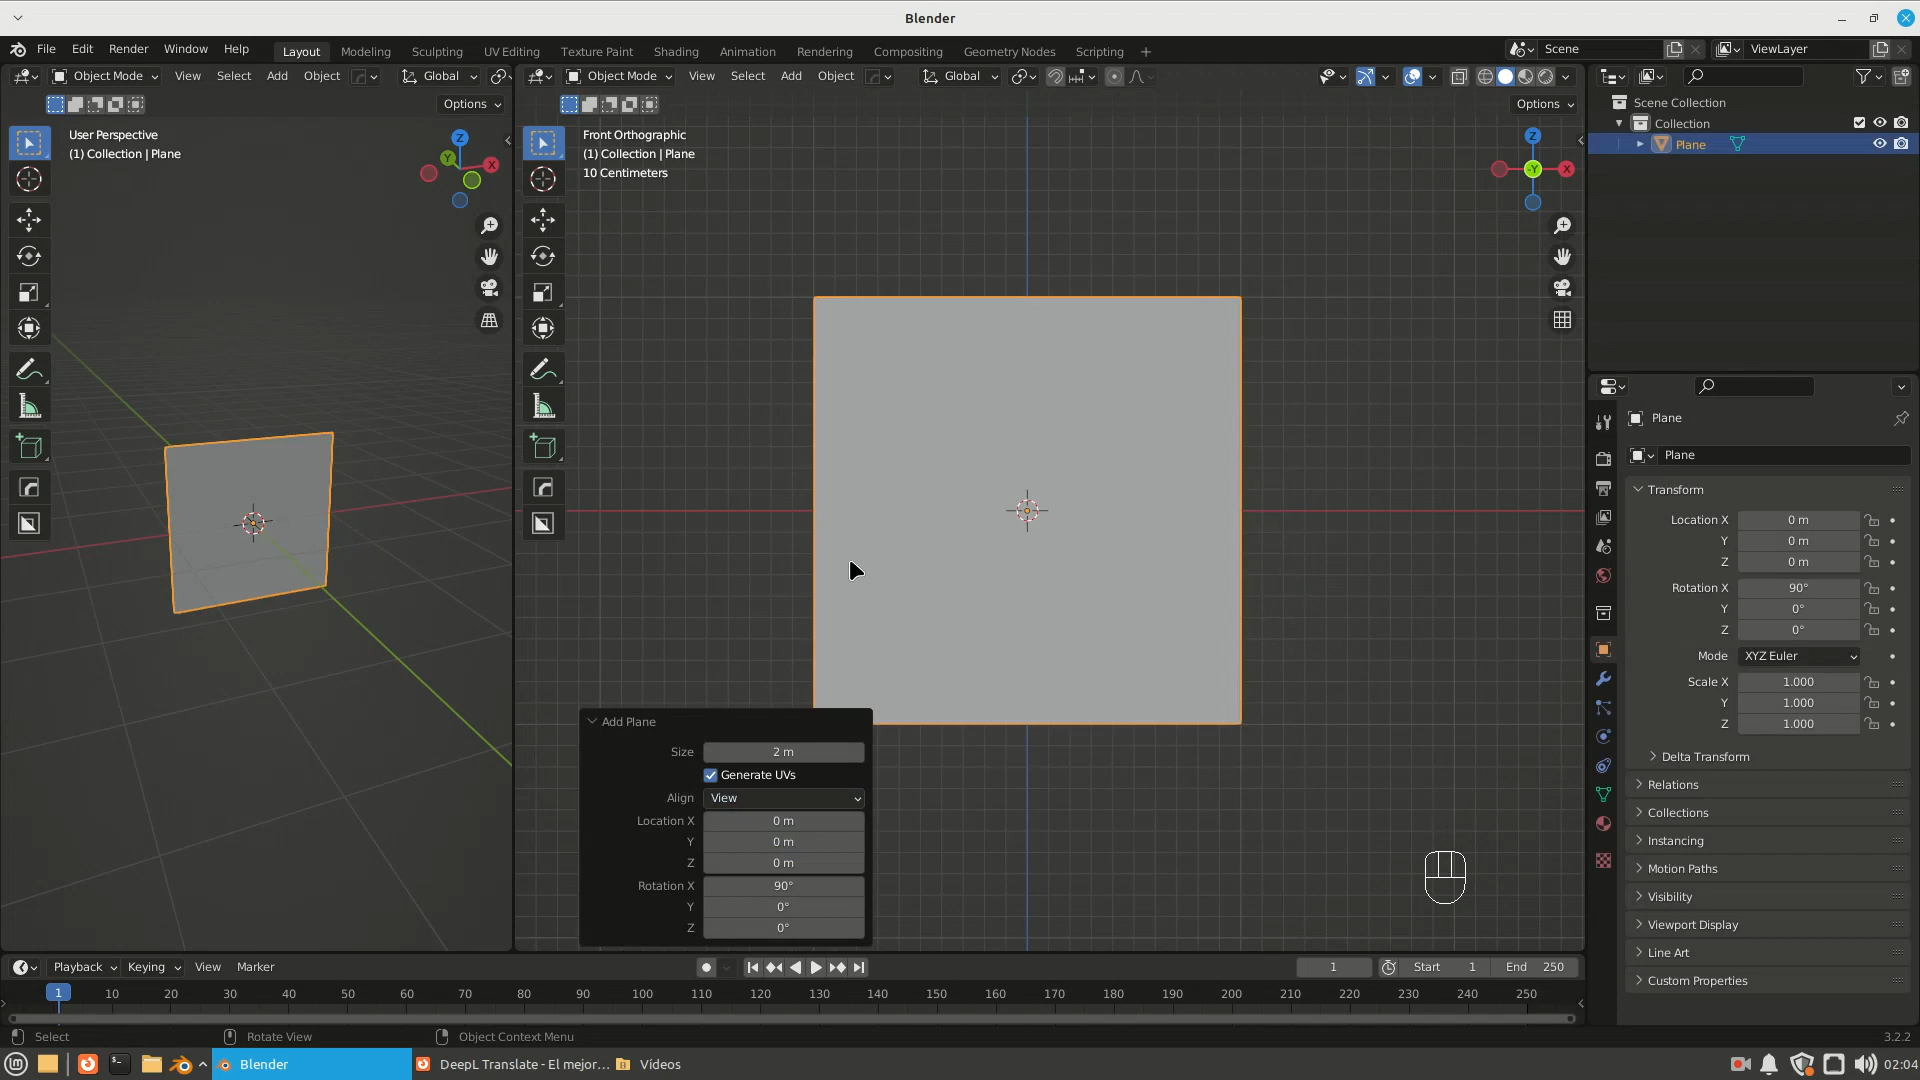 Blender
File Edit Render Window Help Layout Modeling Sculpting UV Editing Texture Paint Shading Animation Rendering Compositing Geometry Nodes Scripting + Scene ViewLayer
Object Mode View Select Add Object Global
Object Mode View Select Add Object Global
Options
Options
User Perspective
(1) Collection | Plane
Z
Y
X
Front Orthographic
(1) Collection | Plane
10 Centimeters
Z
-Y
X
Scene Collection
Collection
Plane
Plane
Plane
Transform
Location X 0 m
Y 0 m
Z 0 m
Rotation X 90°
Y 0°
Z 0°
Mode XYZ Euler
Scale X 1.000
Y 1.000
Z 1.000
Delta Transform
Relations
Collections
Instancing
Motion Paths
Visibility
Viewport Display
Line Art
Custom Properties
Add Plane
Size 2 m
Generate UVs
Align View
Location X 0 m
Y 0 m
Z 0 m
Rotation X 90°
Y 0°
Z 0°
Playback Keying View Marker 1 Start 1 End 250
1 10 20 30 40 50 60 70 80 90 100 110 120 130 140 150 160 170 180 190 200 210 220 230 240 250
Select Rotate View Object Context Menu 3.2.2
Blender DeepL Translate - El mejor... Vídeos 02:04